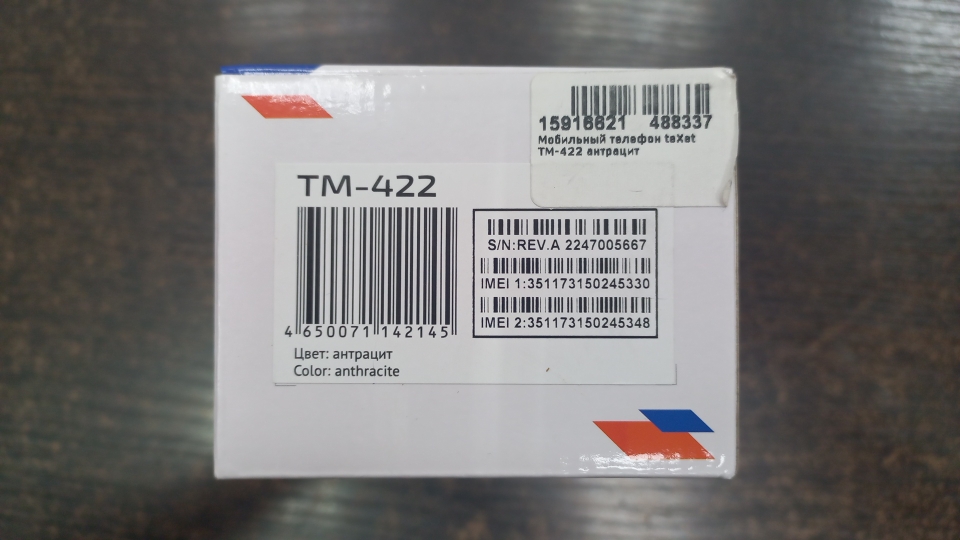 15916621 488337
Мобильный телефон teXet
TM-422 антрацит
TM-422
S/N:REV.A 2247005667
IMEI 1:351173150245330
IMEI 2:351173150245348
4 650071 142145
Цвет: антрацит
Color: anthracite